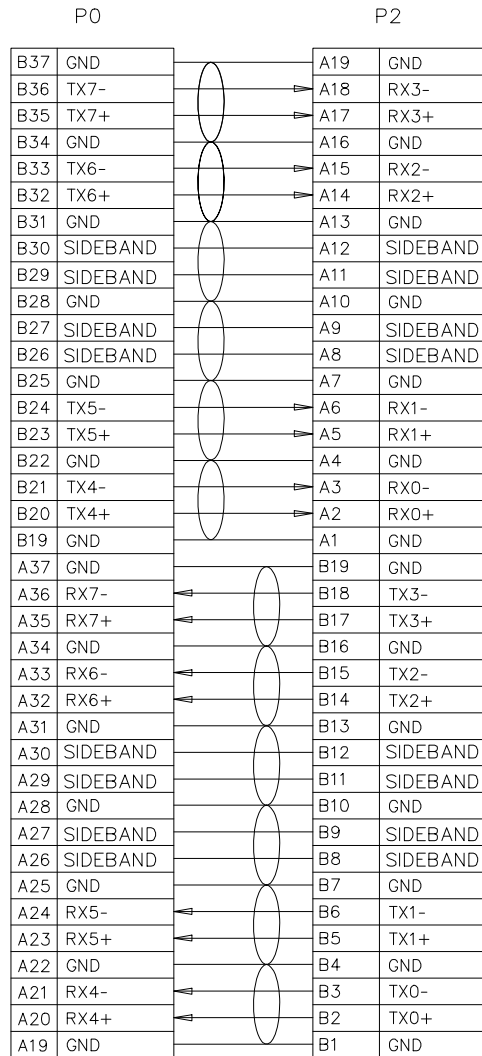 P0 P2
B37 GND A19 GND
B36 TX7- A18 RX3-
B35 TX7+ A17 RX3+
B34 GND A16 GND
B33 TX6- A15 RX2-
B32 TX6+ A14 RX2+
B31 GND A13 GND
B30 SIDEBAND A12 SIDEBAND
B29 SIDEBAND A11 SIDEBAND
B28 GND A10 GND
B27 SIDEBAND A9 SIDEBAND
B26 SIDEBAND A8 SIDEBAND
B25 GND A7 GND
B24 TX5- A6 RX1-
B23 TX5+ A5 RX1+
B22 GND A4 GND
B21 TX4- A3 RX0-
B20 TX4+ A2 RX0+
B19 GND A1 GND
A37 GND B19 GND
A36 RX7- B18 TX3-
A35 RX7+ B17 TX3+
A34 GND B16 GND
A33 RX6- B15 TX2-
A32 RX6+ B14 TX2+
A31 GND B13 GND
A30 SIDEBAND B12 SIDEBAND
A29 SIDEBAND B11 SIDEBAND
A28 GND B10 GND
A27 SIDEBAND B9 SIDEBAND
A26 SIDEBAND B8 SIDEBAND
A25 GND B7 GND
A24 RX5- B6 TX1-
A23 RX5+ B5 TX1+
A22 GND B4 GND
A21 RX4- B3 TX0-
A20 RX4+ B2 TX0+
A19 GND B1 GND